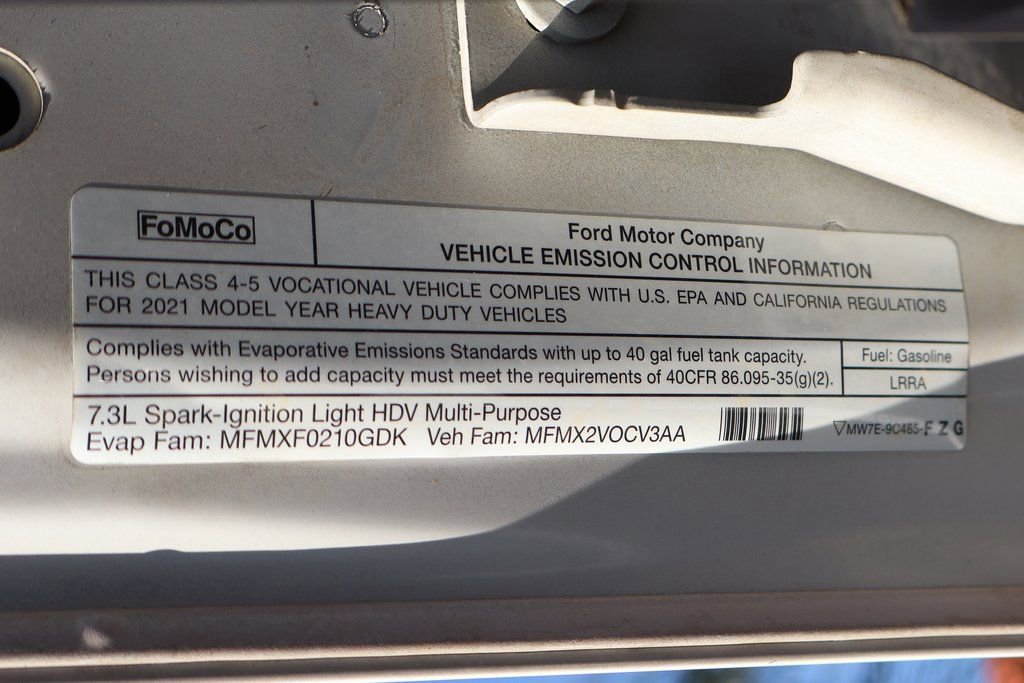 FoMoCo
Ford Motor Company
VEHICLE EMISSION CONTROL INFORMATION
THIS CLASS 4-5 VOCATIONAL VEHICLE COMPLIES WITH U.S. EPA AND CALIFORNIA REGULATIONS
FOR 2021 MODEL YEAR HEAVY DUTY VEHICLES
Complies with Evaporative Emissions Standards with up to 40 gal fuel tank capacity.
Persons wishing to add capacity must meet the requirements of 40CFR 86.095-35(g)(2).
Fuel: Gasoline
LRRA
7.3L Spark-Ignition Light HDV Multi-Purpose
Evap Fam: MFMXF0210GDK Veh Fam: MFMX2VOCV3AA
▽MW7E-9C485-F Z G